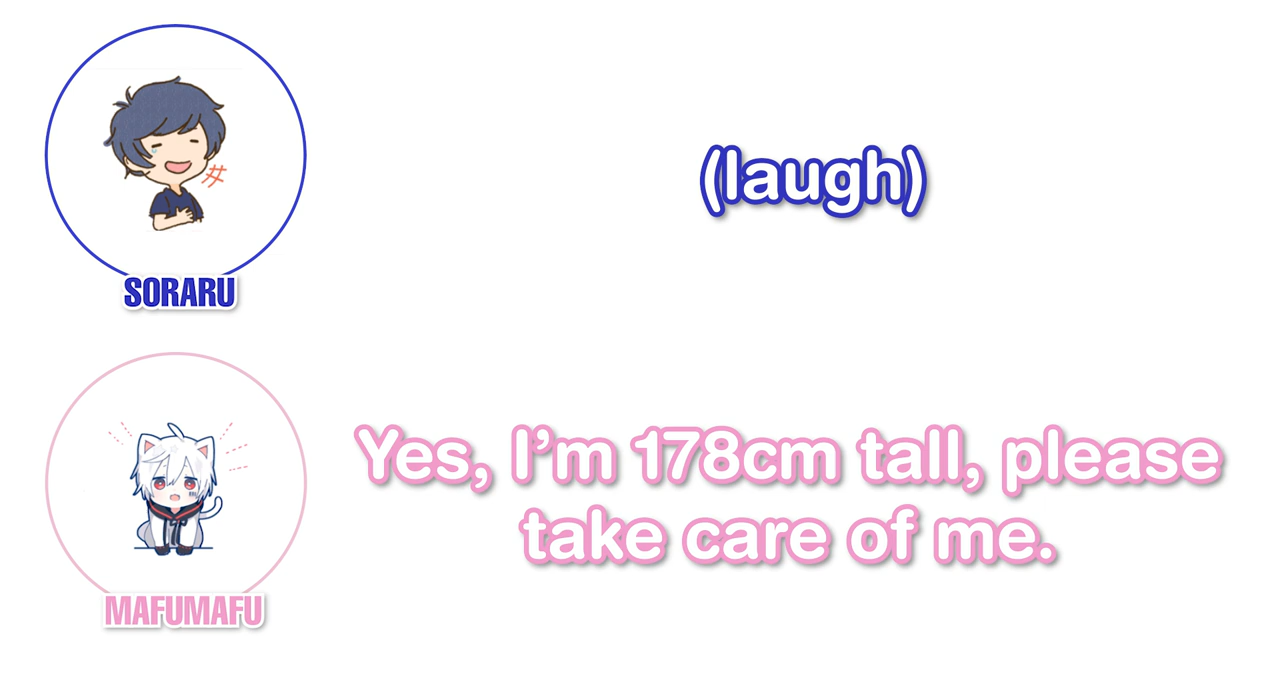 (laugh)
SORARU
Yes, I'm 178cm tall, please
take care of me.
MAFUMAFU